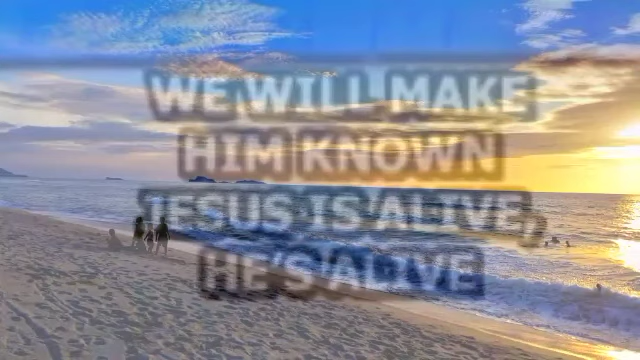 WE WILL MAKE
HIM KNOWN
JESUS IS ALIVE,
HE'S ALIVE